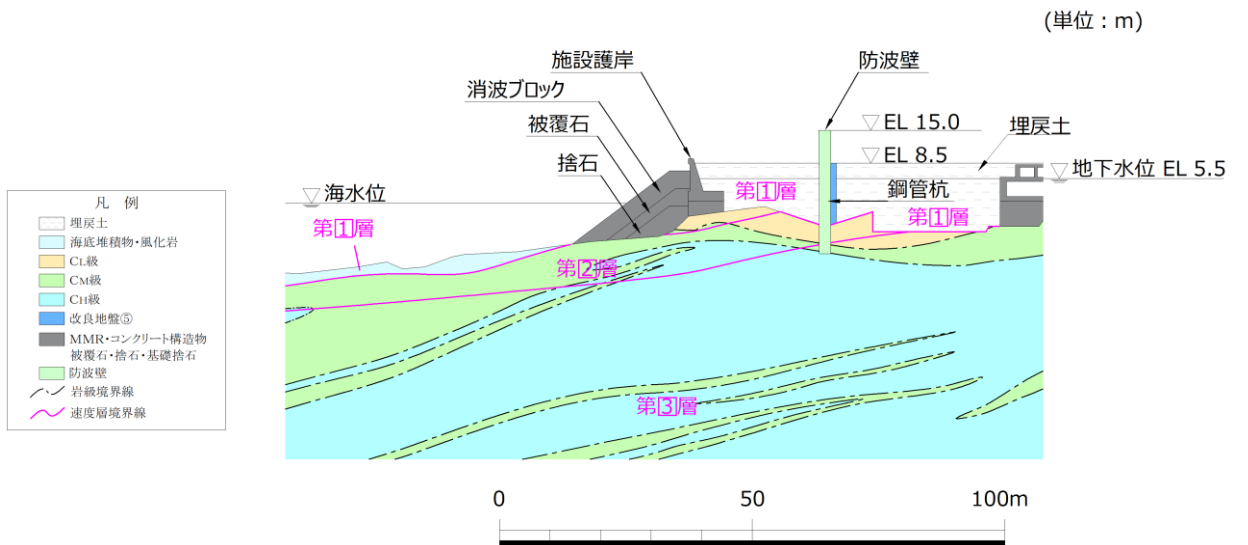 (単位:m)
施設護岸
防波壁
消波ブロック
EL 15.0
埋戻土
被覆石
EL 8.5
地下水位 EL 5.5
捨石
第1層
鋼管杭
海水位
第1層
第1層
第2層
第3層
凡 例
埋戻土
海底堆積物・風化岩
CL級
CM級
CH級
改良地盤⑤
MMR・コンクリート構造物
被覆石・捨石・基礎捨石
防波壁
岩級境界線
速度層境界線
0 50 100m